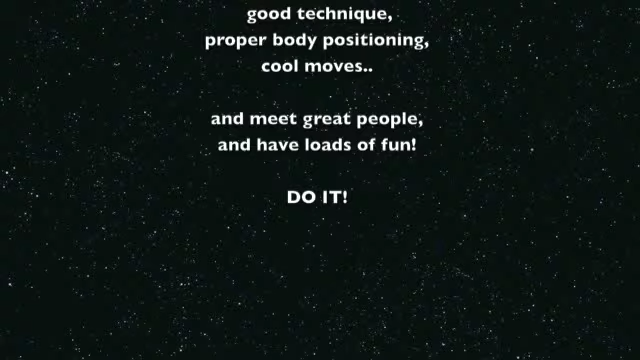 good technique,
proper body positioning,
cool moves..
and meet great people,
and have loads of fun!
DO IT!